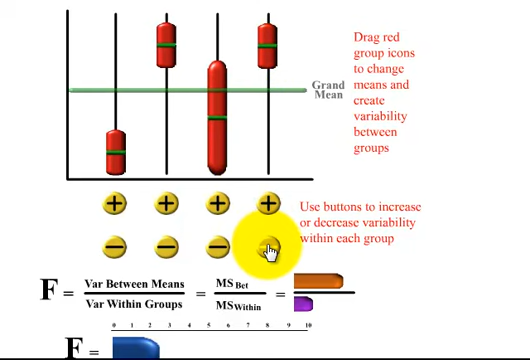 Drag red
group icons
to change
means and
create
variability
between
groups
Grand
Mean
+ + + +
− − −
Use buttons to increase
or decrease variability
within each group
F = Var Between Means / Var Within Groups = MS Bet / MS Within =
0 1 2 3 4 5 6 7 8 9 10
F =